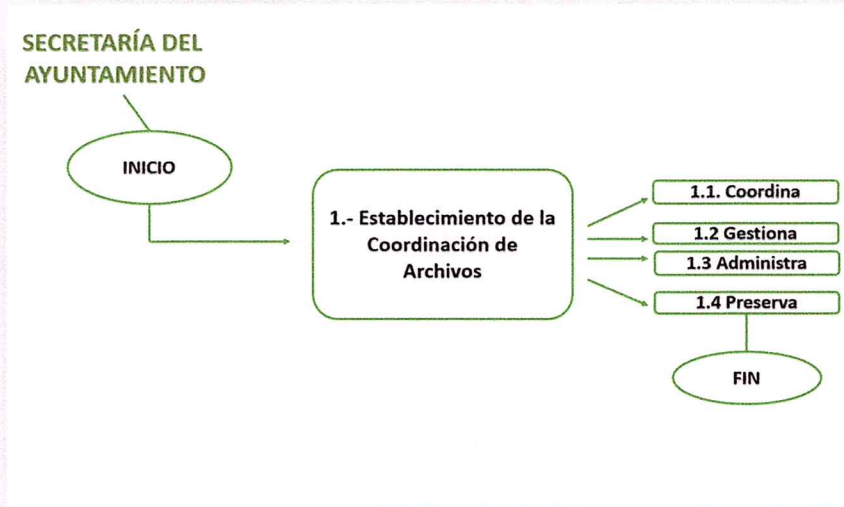 SECRETARÍA DEL
AYUNTAMIENTO
INICIO
1.- Establecimiento de la
Coordinación de
Archivos
1.1. Coordina
1.2 Gestiona
1.3 Administra
1.4 Preserva
FIN